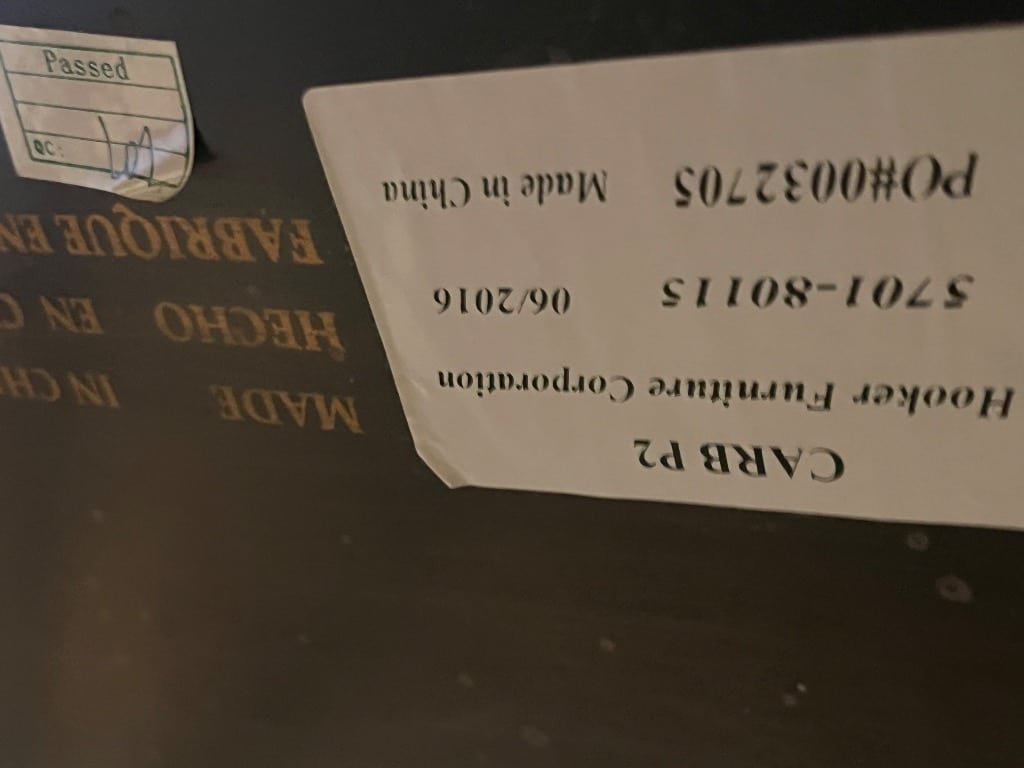 CARB P2
Hooker Furniture Corporation
5701-80115 06/2016
PO#0032705 Made in China
MADE IN
HECHO EN
FABRIQUE EN
Passed
QC: